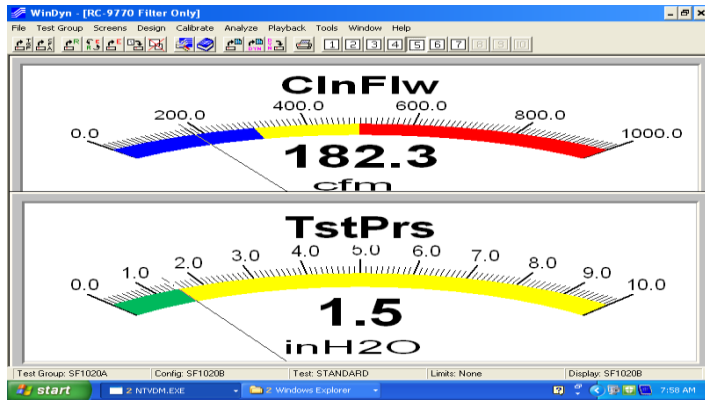 WinDyn - [RC-9770 Filter Only]
File Test Group Screens Design Calibrate Analyze Playback Tools Window Help
1 2 3 4 5 6 7 8 9 10
ClnFlw
0.0 200.0 400.0 600.0 800.0 1000.0
182.3
cfm
TstPrs
0.0 1.0 2.0 3.0 4.0 5.0 6.0 7.0 8.0 9.0 10.0
1.5
inH2O
Test Group: SF1020A Config: SF1020B Test: STANDARD Limits: None Display: SF1020B
start 2 NTVDM.EXE 2 Windows Explorer 7:58 AM